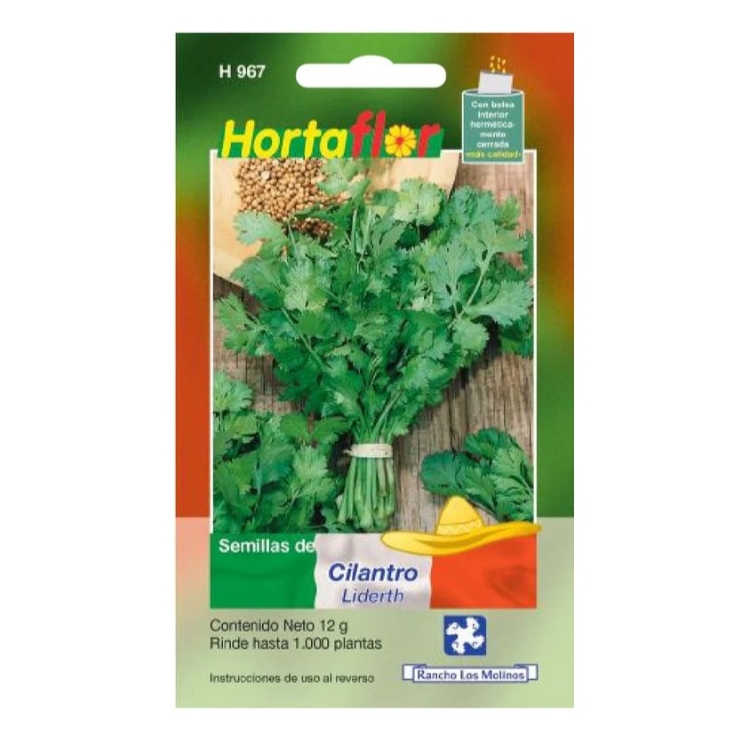 H 967
Con bolsa
interior
hermética-
mente
cerrada
-más calidad-
Hortaflor
Semillas de
Cilantro
Liderth
Contenido Neto 12 g
Rinde hasta 1.000 plantas
Instrucciones de uso al reverso
Rancho Los Molinos